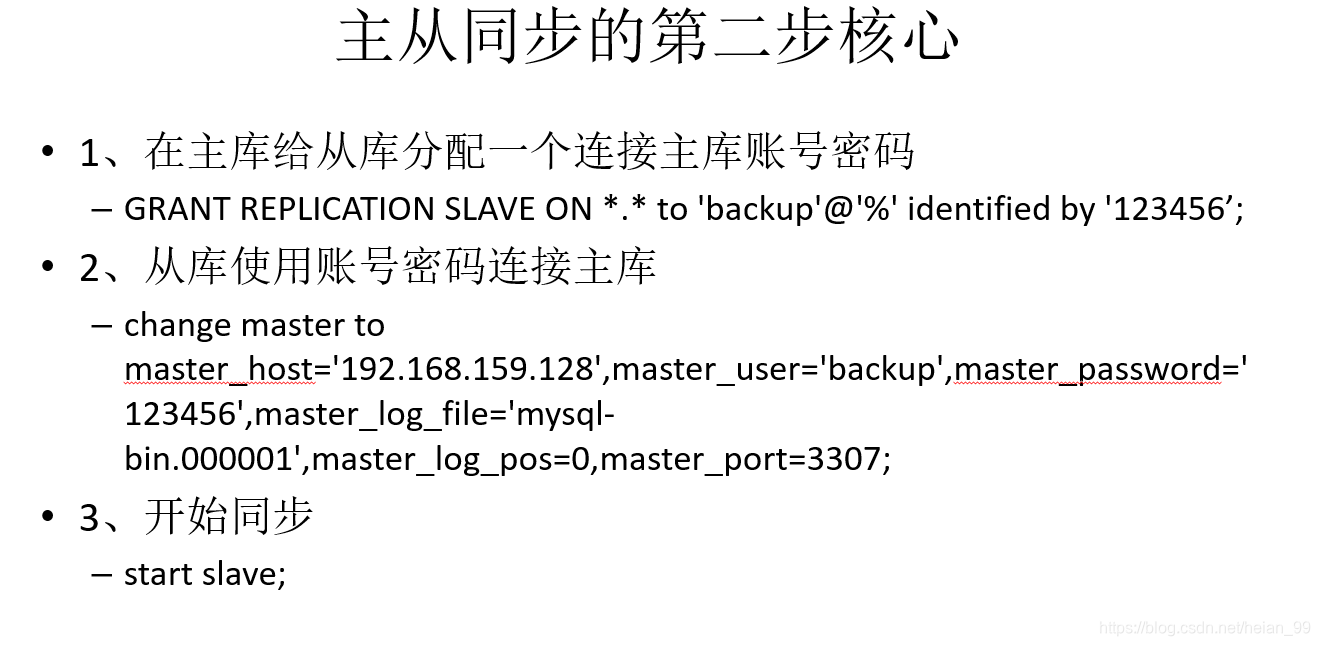 主从同步的第二步核心
• 1、在主库给从库分配一个连接主库账号密码
– GRANT REPLICATION SLAVE ON *.* to 'backup'@'%' identified by '123456’;
• 2、从库使用账号密码连接主库
– change master to
master_host='192.168.159.128',master_user='backup',master_password='
123456',master_log_file='mysql-
bin.000001',master_log_pos=0,master_port=3307;
• 3、开始同步
– start slave;
https://blog.csdn.net/helan_99